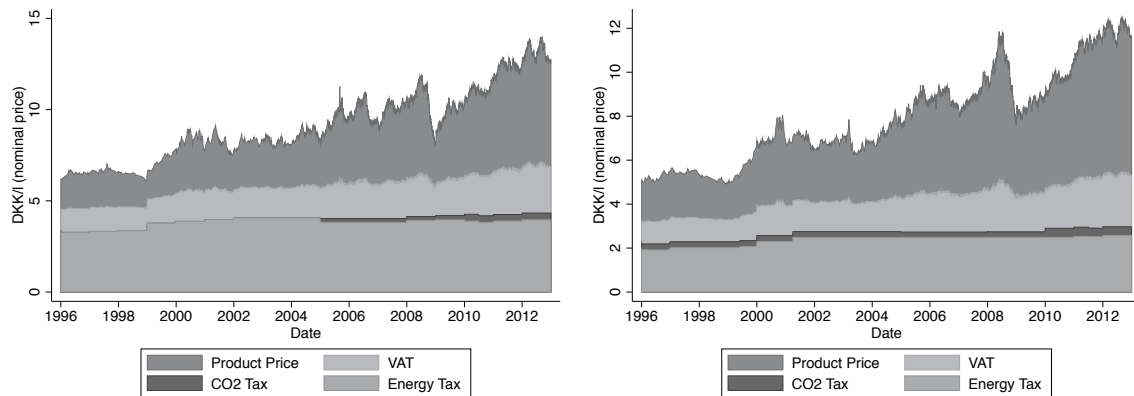 DKK/l (nominal price)
15
10
5
0
1996 1998 2000 2002 2004 2006 2008 2010 2012
Date
Product Price VAT
CO2 Tax Energy Tax
DKK/l (nominal price)
12
10
8
6
4
2
0
1996 1998 2000 2002 2004 2006 2008 2010 2012
Date
Product Price VAT
CO2 Tax Energy Tax